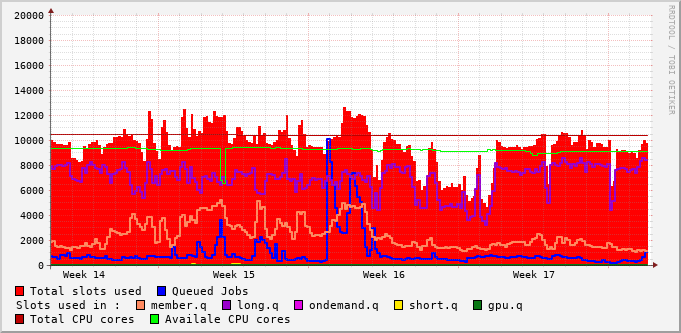 20000
18000
16000
14000
12000
10000
8000
6000
4000
2000
0
Week 14 Week 15 Week 16 Week 17
RRDTOOL / TOBI OETIKER
Total slots used Queued Jobs
Slots used in : member.q long.q ondemand.q short.q gpu.q
Total CPU cores Availale CPU cores